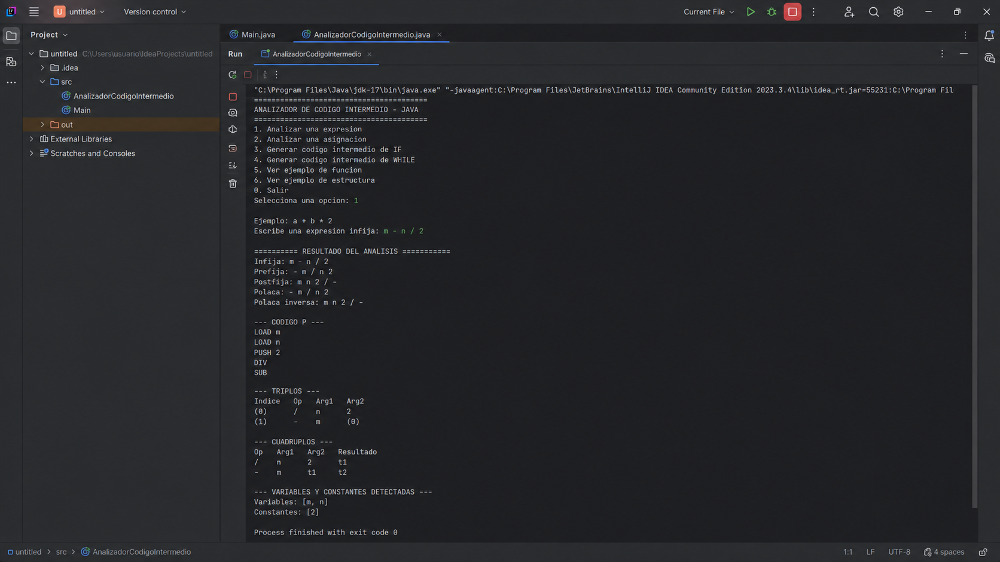 U untitled Version control Current File
Project
Main.java AnalizadorCodigoIntermedio.java
untitled C:\Users\usuario\IdeaProjects\untitled
.idea
src
AnalizadorCodigoIntermedio
Main
out
External Libraries
Scratches and Consoles
Run AnalizadorCodigoIntermedio
"C:\Program Files\Java\jdk-17\bin\java.exe" "-javaagent:C:\Program Files\JetBrains\IntelliJ IDEA Community Edition 2023.3.4\lib\idea_rt.jar=55231:C:\Program Fil
========================================
ANALIZADOR DE CODIGO INTERMEDIO - JAVA
========================================
1. Analizar una expresion
2. Analizar una asignacion
3. Generar codigo intermedio de IF
4. Generar codigo intermedio de WHILE
5. Ver ejemplo de funcion
6. Ver ejemplo de estructura
0. Salir
Selecciona una opcion: 1
Ejemplo: a + b * 2
Escribe una expresion infija: m - n / 2
========== RESULTADO DEL ANALISIS ===========
Infija: m - n / 2
Prefija: - m / n 2
Postfija: m n 2 / -
Polaca: - m / n 2
Polaca inversa: m n 2 / -
--- CODIGO P ---
LOAD m
LOAD n
PUSH 2
DIV
SUB
--- TRIPLOS ---
Indice Op Arg1 Arg2
(0) / n 2
(1) - m (0)
--- CUADRUPLOS ---
Op Arg1 Arg2 Resultado
/ n 2 t1
- m t1 t2
--- VARIABLES Y CONSTANTES DETECTADAS ---
Variables: [m, n]
Constantes: [2]
Process finished with exit code 0
untitled > src > AnalizadorCodigoIntermedio 1:1 LF UTF-8 4 spaces